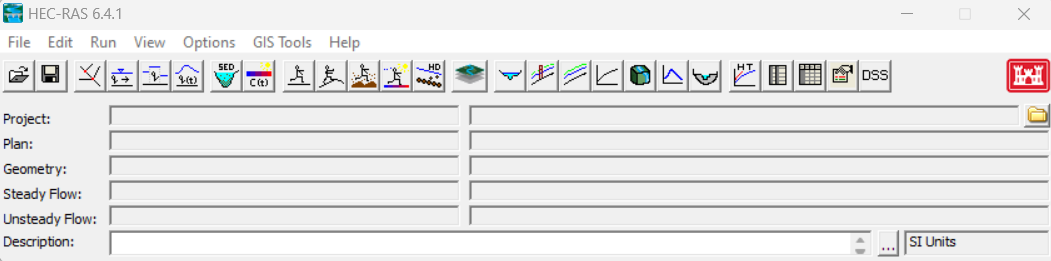 HEC-RAS 6.4.1
File Edit Run View Options GIS Tools Help
SED C(t) HD HT DSS
Project:
Plan:
Geometry:
Steady Flow:
Unsteady Flow:
Description: ... SI Units